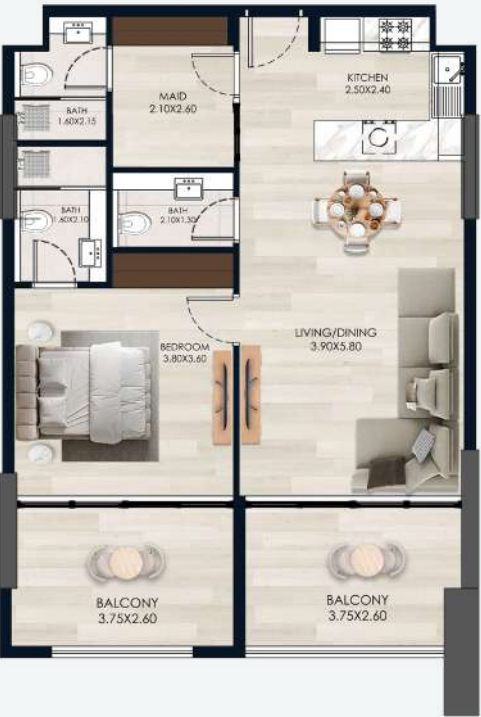 KITCHEN
2.50X2.40
MAID
2.10X2.60
BATH
1.60X2.15
BATH
1.60X2.10
BATH
2.10X1.50
LIVING/DINING
3.90X5.80
BEDROOM
3.80X3.60
BALCONY
3.75X2.60
BALCONY
3.75X2.60